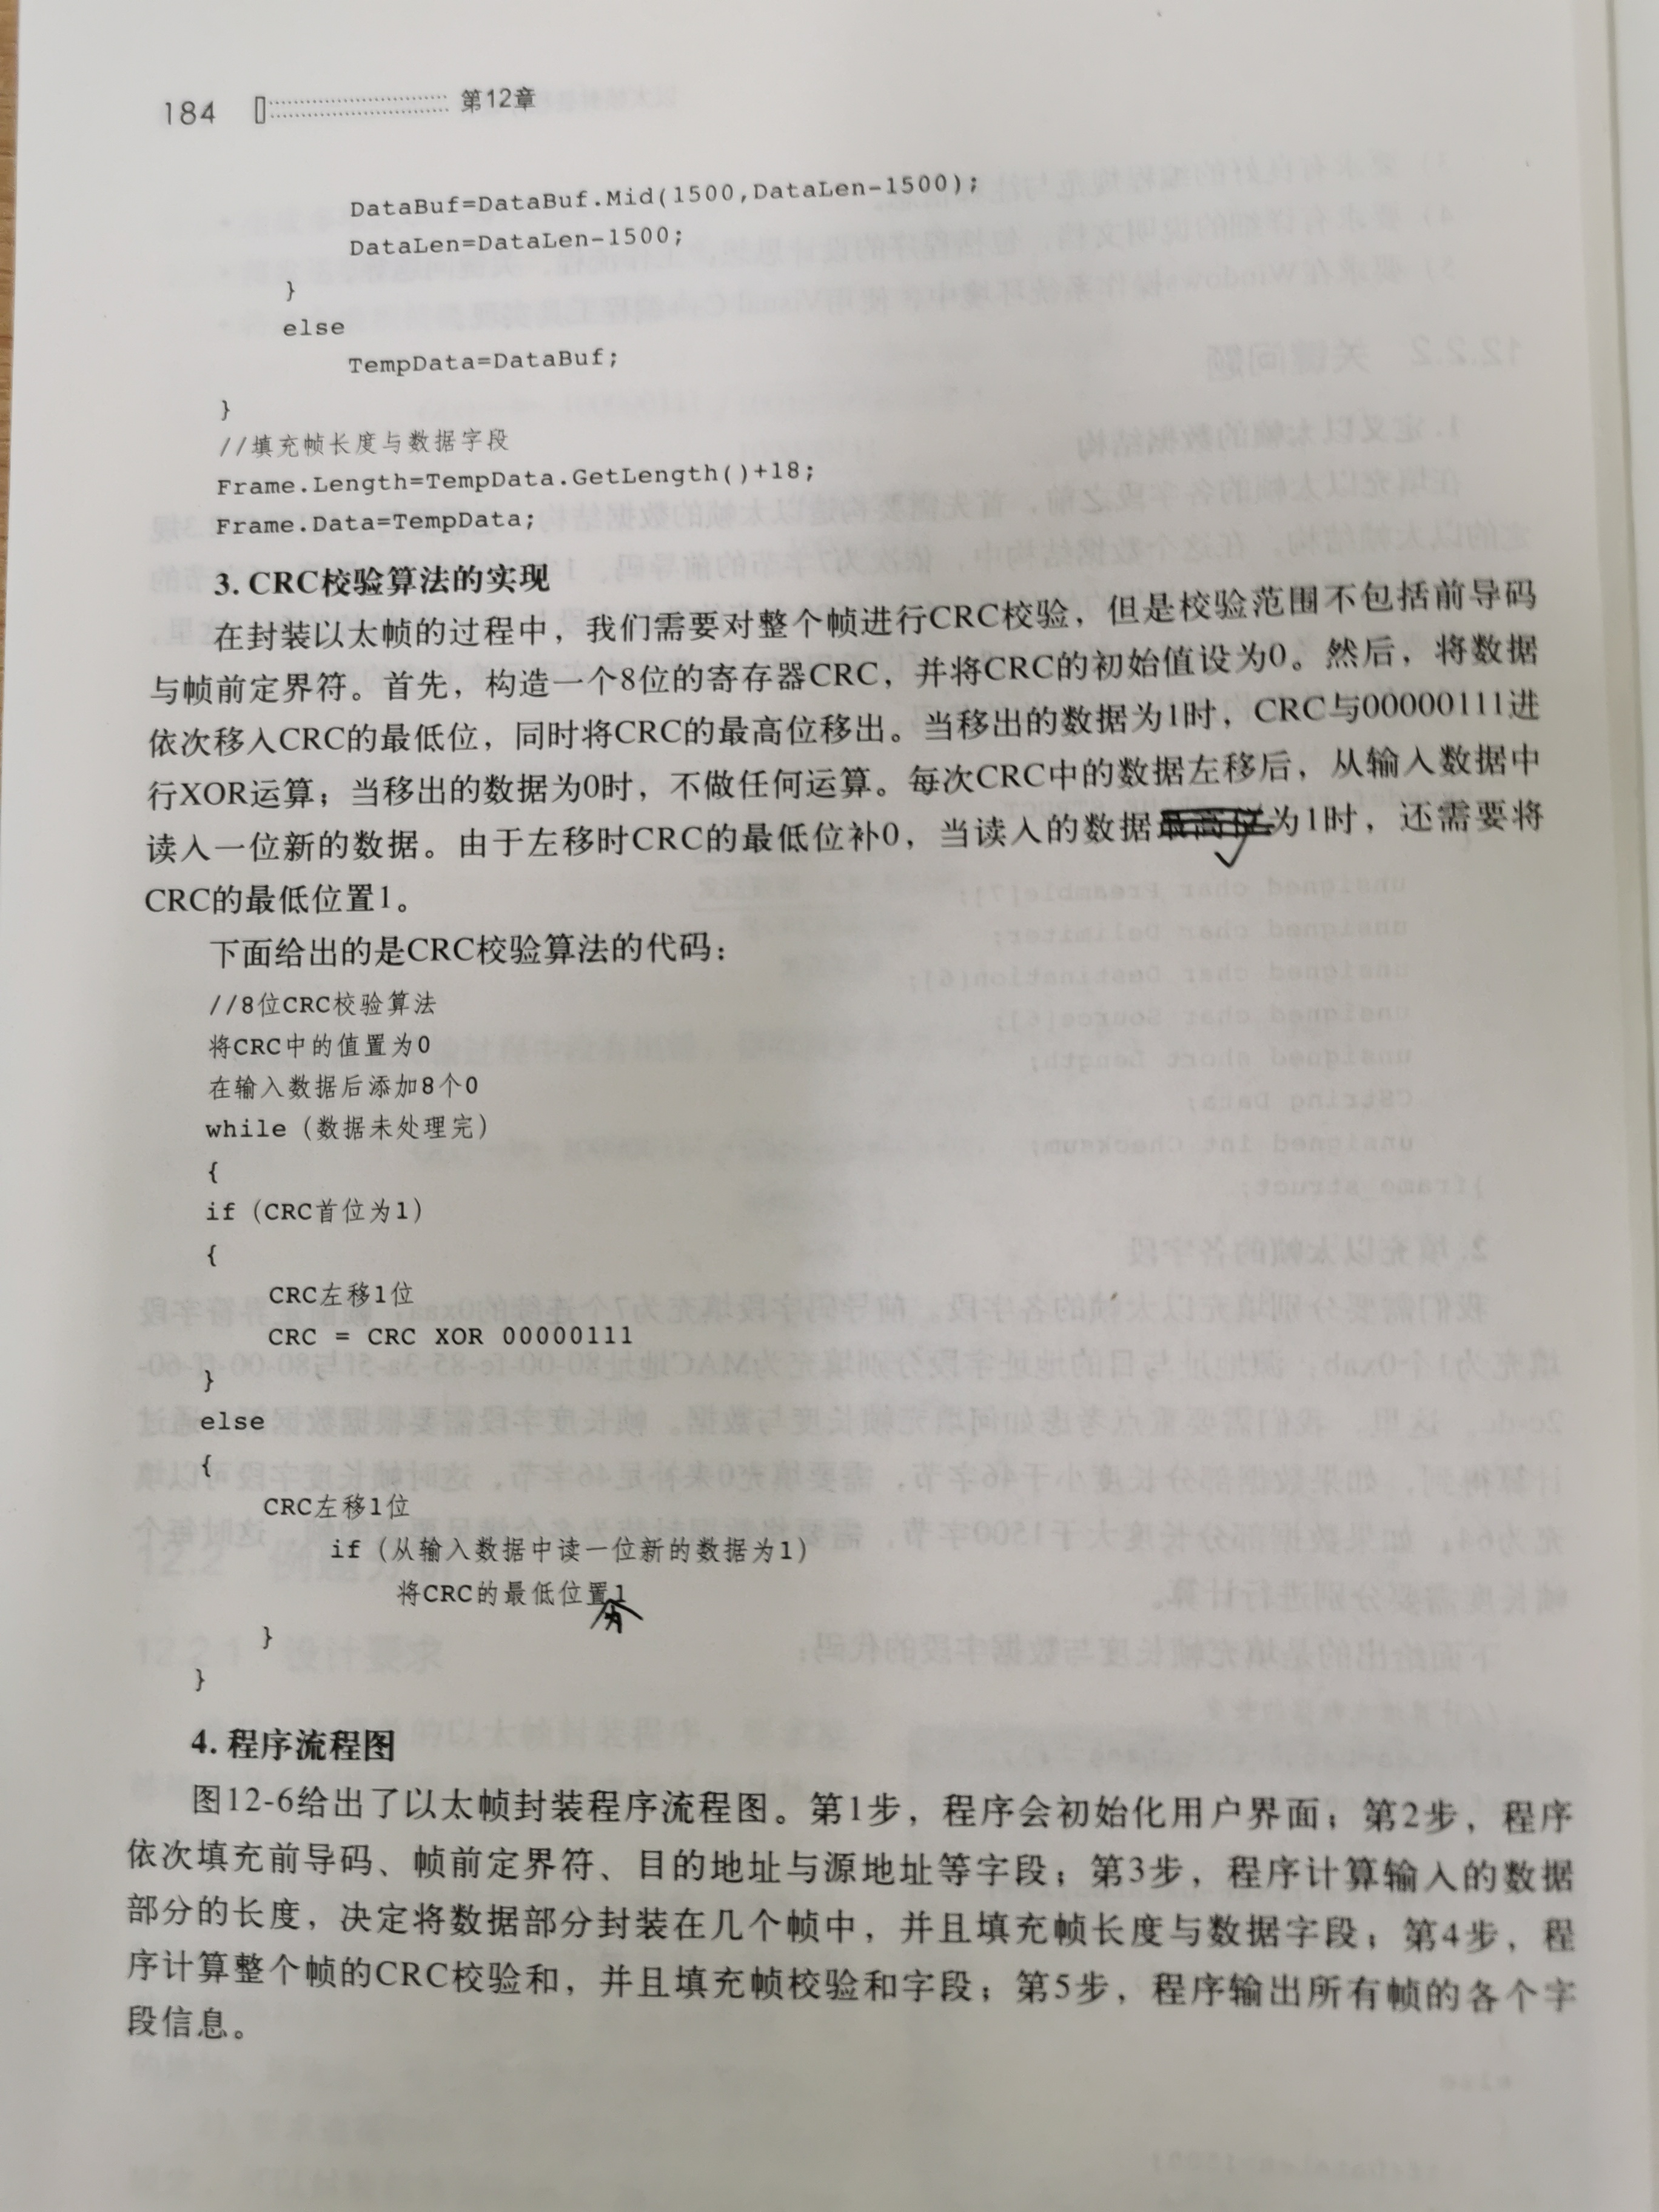 184 第12章
DataBuf=DataBuf.Mid(1500,DataLen-1500);
DataLen=DataLen-1500;
}
else
TempData=DataBuf;
}
//填充帧长度与数据字段
Frame.Length=TempData.GetLength()+18;
Frame.Data=TempData;
3. CRC校验算法的实现
在封装以太帧的过程中，我们需要对整个帧进行CRC校验，但是校验范围不包括前导码
与帧前定界符。首先，构造一个8位的寄存器CRC，并将CRC的初始值设为0。然后，将数据
依次移入CRC的最低位，同时将CRC的最高位移出。当移出的数据为1时，CRC与00000111进
行XOR运算；当移出的数据为0时，不做任何运算。每次CRC中的数据左移后，从输入数据中
读入一位新的数据。由于左移时CRC的最低位补0，当读入的数据最高位为1时，还需要将
CRC的最低位置1。
下面给出的是CRC校验算法的代码：
//8位CRC校验算法
将CRC中的值置为0
在输入数据后添加8个0
while（数据未处理完）
{
if（CRC首位为1）
{
CRC左移1位
CRC = CRC XOR 00000111
}
else
{
CRC左移1位
if（从输入数据中读一位新的数据为1）
将CRC的最低位置1
}
}
4. 程序流程图
图12-6给出了以太帧封装程序流程图。第1步，程序会初始化用户界面；第2步，程序
依次填充前导码、帧前定界符、目的地址与源地址等字段；第3步，程序计算输入的数据
部分的长度，决定将数据部分封装在几个帧中，并且填充帧长度与数据字段；第4步，程
序计算整个帧的CRC校验和，并且填充帧校验和字段；第5步，程序输出所有帧的各个字
段信息。